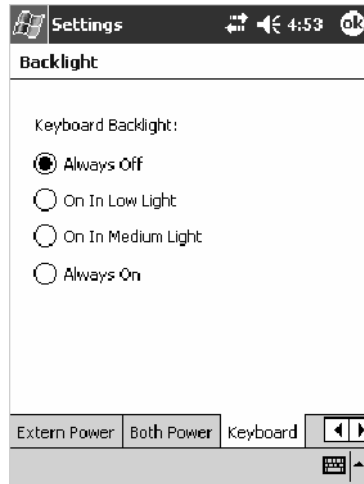 Settings 4:53 ok
Backlight
Keyboard Backlight:
Always Off
On In Low Light
On In Medium Light
Always On
Extern Power Both Power Keyboard